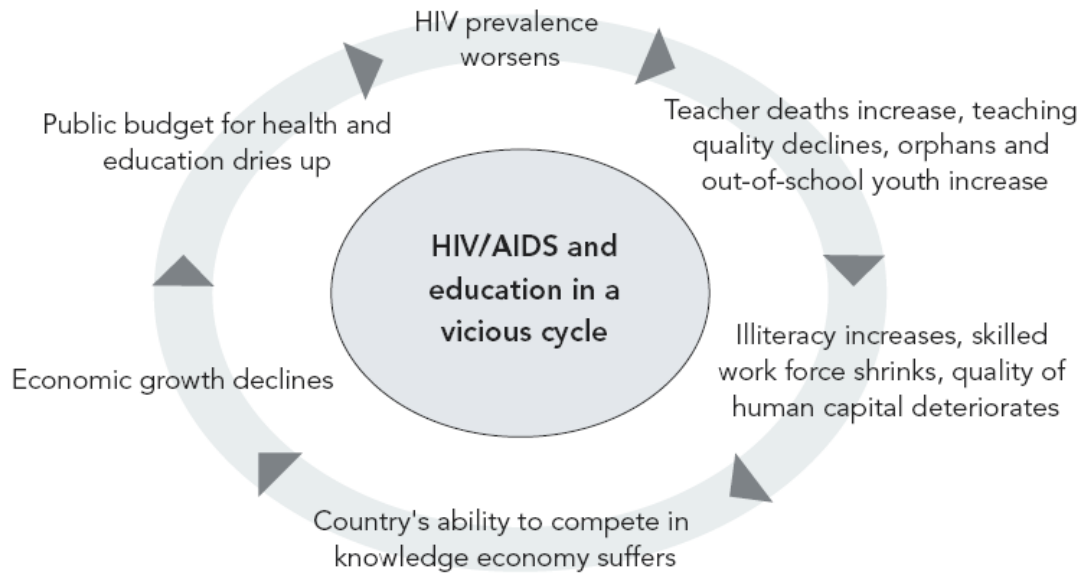 HIV prevalence
worsens
Teacher deaths increase, teaching
quality declines, orphans and
out-of-school youth increase
Illiteracy increases, skilled
work force shrinks, quality of
human capital deteriorates
Country's ability to compete in
knowledge economy suffers
Economic growth declines
Public budget for health and
education dries up
HIV/AIDS and
education in a
vicious cycle